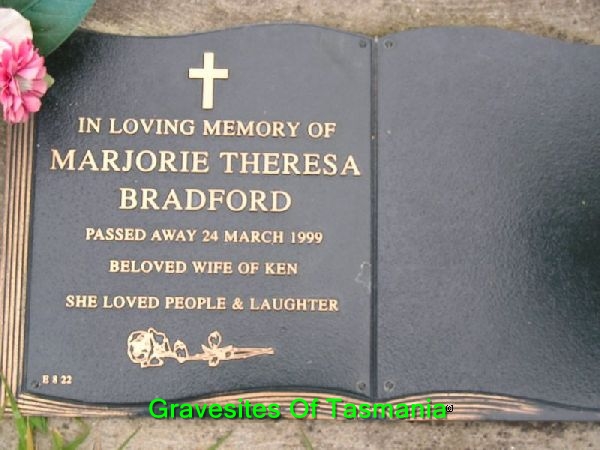 IN LOVING MEMORY OF
MARJORIE THERESA
BRADFORD
PASSED AWAY 24 MARCH 1999
BELOVED WIFE OF KEN
SHE LOVED PEOPLE & LAUGHTER
E 8 22
Gravesites Of Tasmania©